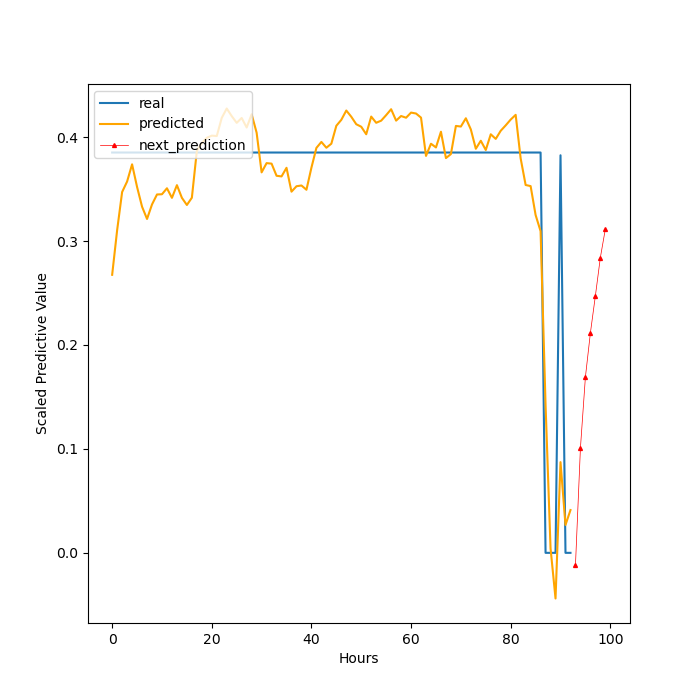 real
predicted
next_prediction
0.4
0.3
0.2
0.1
0.0
Scaled Predictive Value
0 20 40 60 80 100
Hours